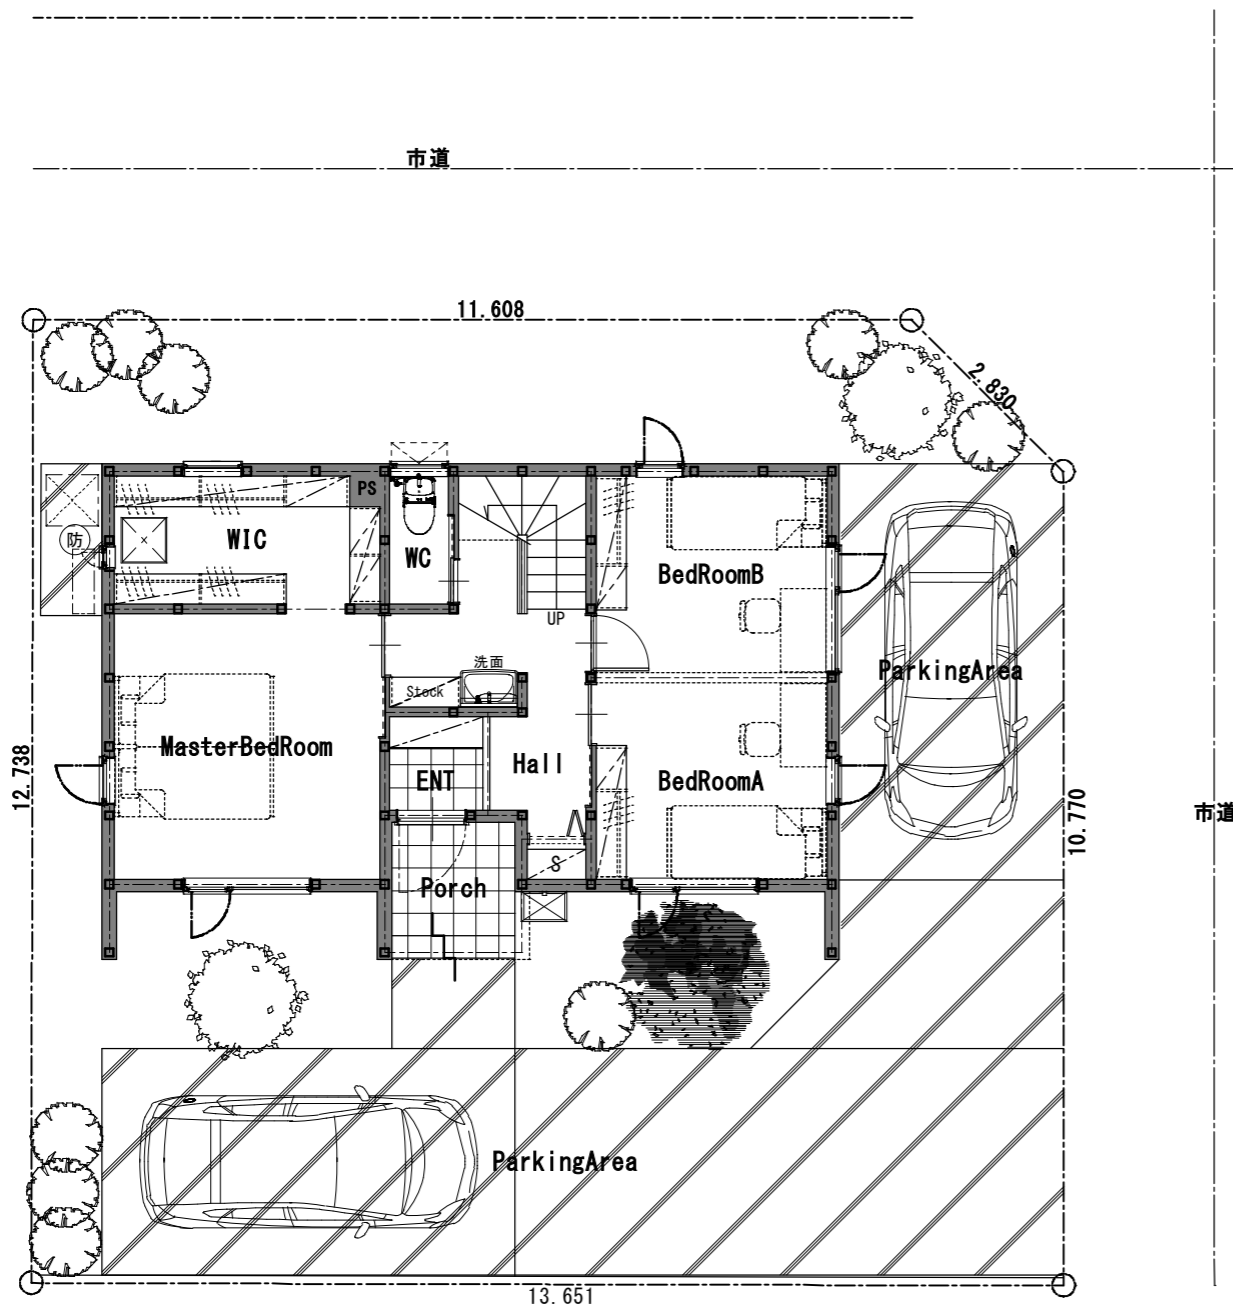 市道
11.608
2.830
PS
WIC
防
WC
BedRoomB
UP
洗面
Stock
ParkingArea
MasterBedRoom
ENT
Hall
BedRoomA
12.738
10.770
市道
S
Porch
ParkingArea
13.651